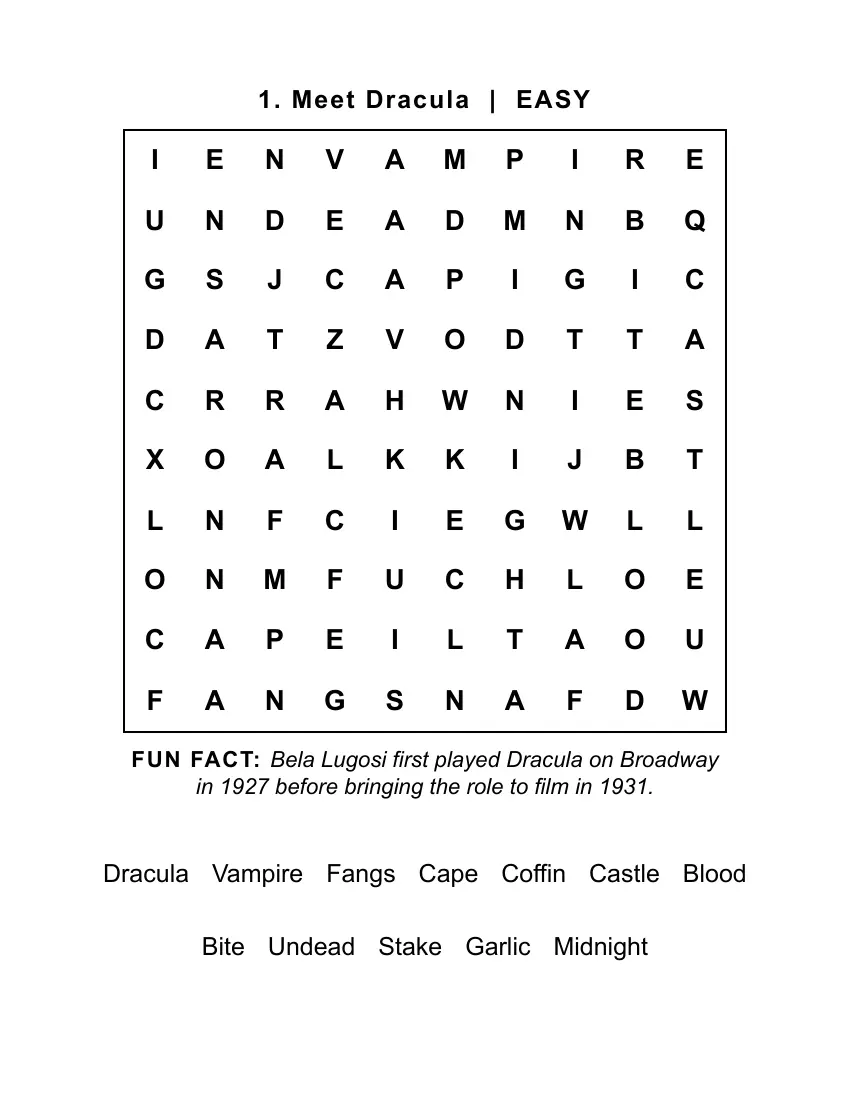 1. Meet Dracula | EASY
I E N V A M P I R E
U N D E A D M N B Q
G S J C A P I G I C
D A T Z V O D T T A
C R R A H W N I E S
X O A L K K I J B T
L N F C I E G W L L
O N M F U C H L O E
C A P E I L T A O U
F A N G S N A F D W
FUN FACT: Bela Lugosi first played Dracula on Broadway
in 1927 before bringing the role to film in 1931.
Dracula Vampire Fangs Cape Coffin Castle Blood
Bite Undead Stake Garlic Midnight